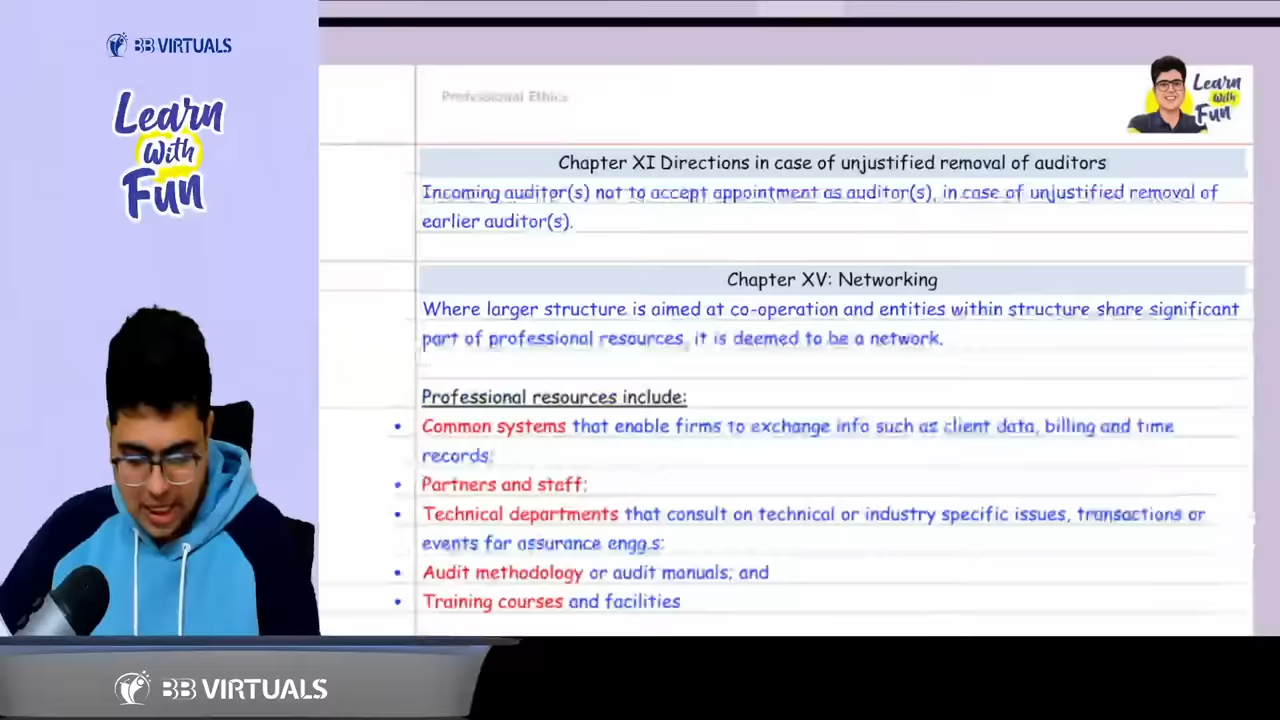 BB VIRTUALS
Learn
With
Fun
Professional Ethics
Learn
With
Fun
Chapter XI Directions in case of unjustified removal of auditors
Incoming auditor(s) not to accept appointment as auditor(s), in case of unjustified removal of
earlier auditor(s).
Chapter XV: Networking
Where larger structure is aimed at co-operation and entities within structure share significant
part of professional resources, it is deemed to be a network.
Professional resources include:
• Common systems that enable firms to exchange info such as client data, billing and time
records;
• Partners and staff;
• Technical departments that consult on technical or industry specific issues, transactions or
events for assurance engg.s;
• Audit methodology or audit manuals; and
• Training courses and facilities
BB VIRTUALS